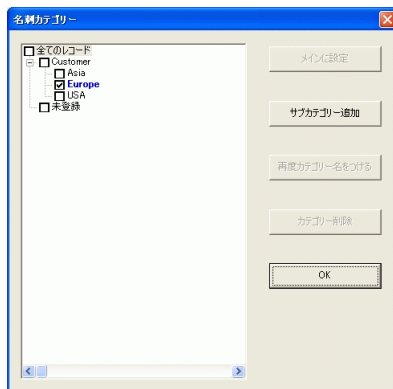 名刺カテゴリー
全てのレコード
Customer
Asia
Europe
USA
未登録
メインに設定
サブカテゴリー追加
再度カテゴリー名をつける
カテゴリー削除
OK